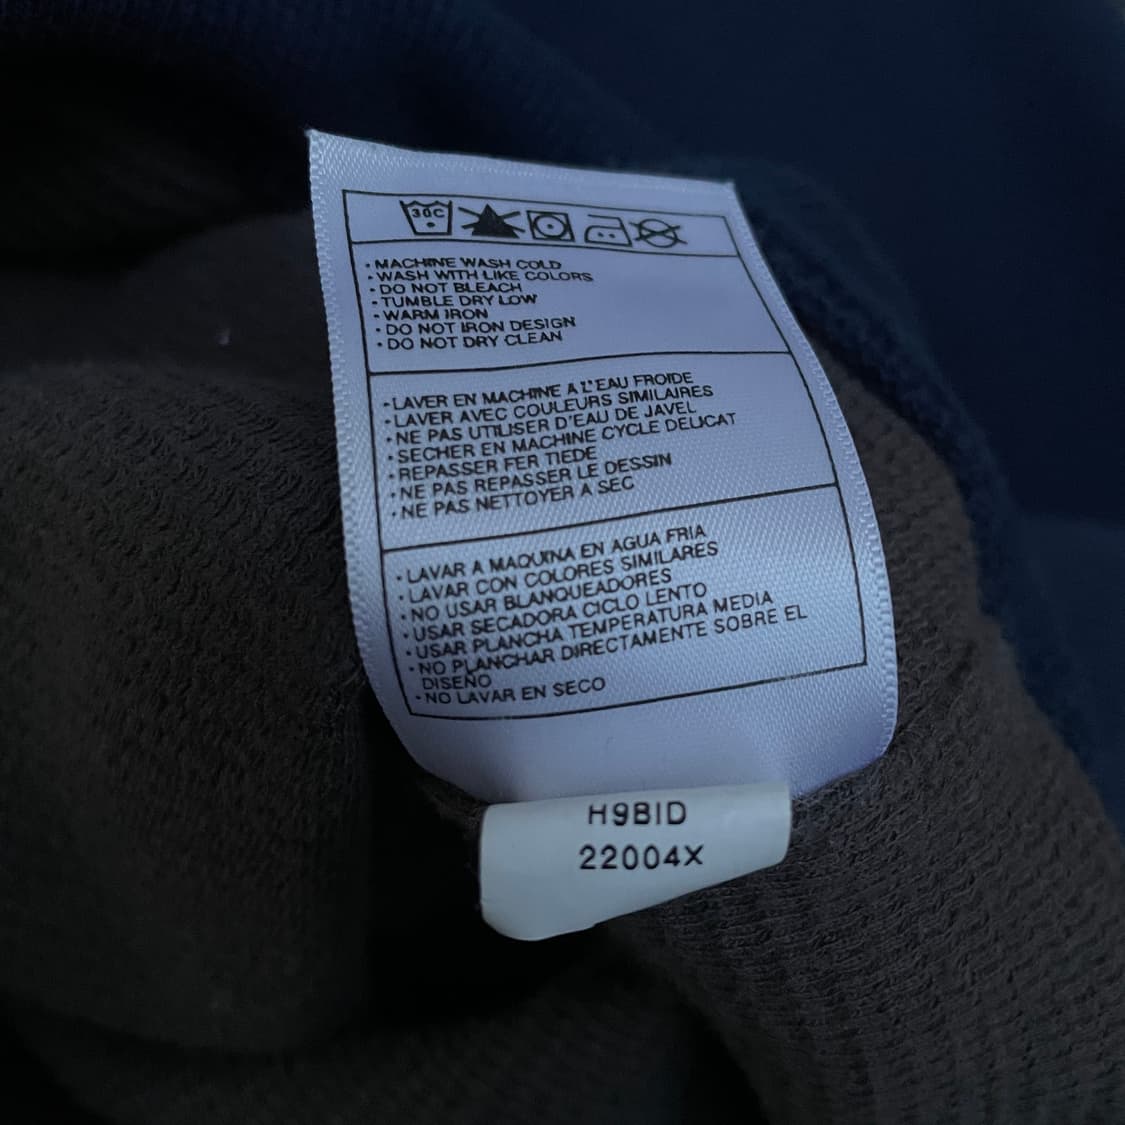 30C
· MACHINE WASH COLD
· WASH WITH LIKE COLORS
· DO NOT BLEACH
· TUMBLE DRY LOW
· WARM IRON
· DO NOT IRON DESIGN
· DO NOT DRY CLEAN
· LAVER EN MACHINE A L'EAU FROIDE
· LAVER AVEC COULEURS SIMILAIRES
· NE PAS UTILISER D'EAU DE JAVEL
· SECHER EN MACHINE CYCLE DELICAT
· REPASSER FER TIEDE
· NE PAS REPASSER LE DESSIN
· NE PAS NETTOYER A SEC
· LAVAR A MAQUINA EN AGUA FRIA
· LAVAR CON COLORES SIMILARES
· NO USAR BLANQUEADORES
· USAR SECADORA CICLO LENTO
· USAR PLANCHA TEMPERATURA MEDIA
· NO PLANCHAR DIRECTAMENTE SOBRE EL
DISEÑO
· NO LAVAR EN SECO
H9BID
22004X